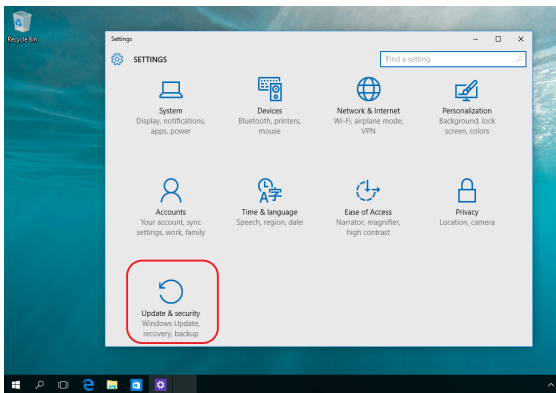 Recycle Bin
Settings
SETTINGS
Find a setting
System
Display, notifications,
apps, power
Devices
Bluetooth, printers,
mouse
Network & Internet
Wi-Fi, airplane mode,
VPN
Personalization
Background, lock
screen, colors
Accounts
Your account, sync
settings, work, family
Time & language
Speech, region, date
Ease of Access
Narrator, magnifier,
high contrast
Privacy
Location, camera
Update & security
Windows Update,
recovery, backup